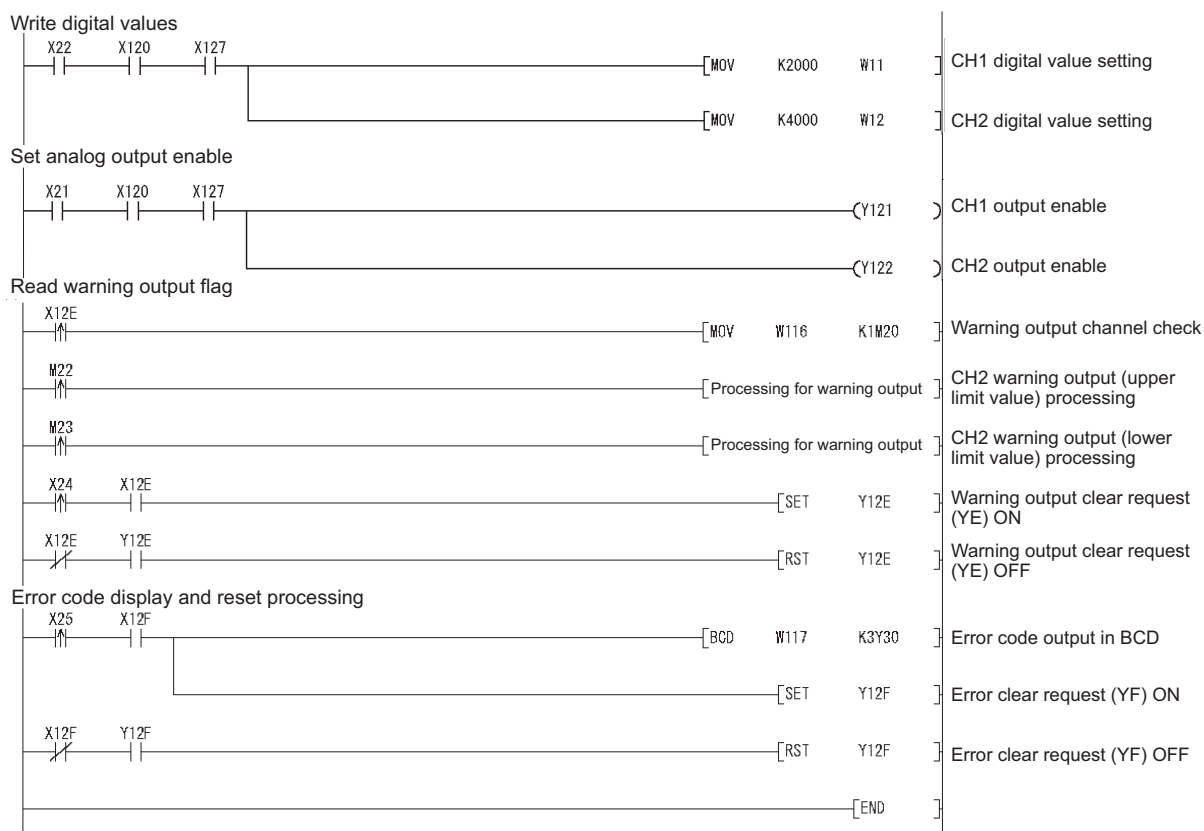 Write digital values
X22 X120 X127
MOV K2000 W11 CH1 digital value setting
MOV K4000 W12 CH2 digital value setting
Set analog output enable
X21 X120 X127
Y121 CH1 output enable
Y122 CH2 output enable
Read warning output flag
X12E
MOV W116 K1M20 Warning output channel check
M22
Processing for warning output CH2 warning output (upper
limit value) processing
M23
Processing for warning output CH2 warning output (lower
limit value) processing
X24 X12E
SET Y12E Warning output clear request
(YE) ON
X12E Y12E
RST Y12E Warning output clear request
(YE) OFF
Error code display and reset processing
X25 X12F
BCD W117 K3Y30 Error code output in BCD
SET Y12F Error clear request (YF) ON
X12F Y12F
RST Y12F Error clear request (YF) OFF
END